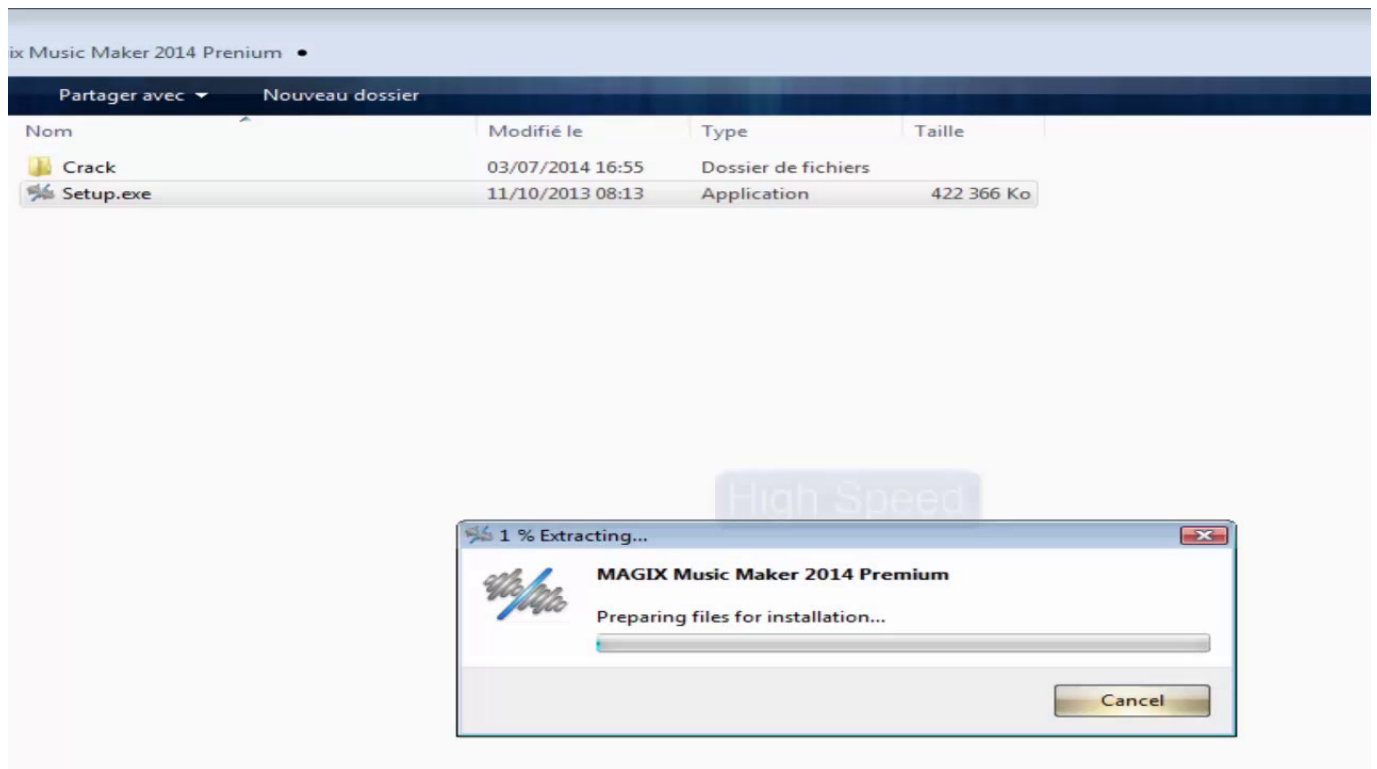 ix Music Maker 2014 Prenium
Partager avec Nouveau dossier
Nom Modifié le Type Taille
Crack 03/07/2014 16:55 Dossier de fichiers
Setup.exe 11/10/2013 08:13 Application 422 366 Ko
High Speed
1 % Extracting...
MAGIX Music Maker 2014 Premium
Preparing files for installation...
Cancel